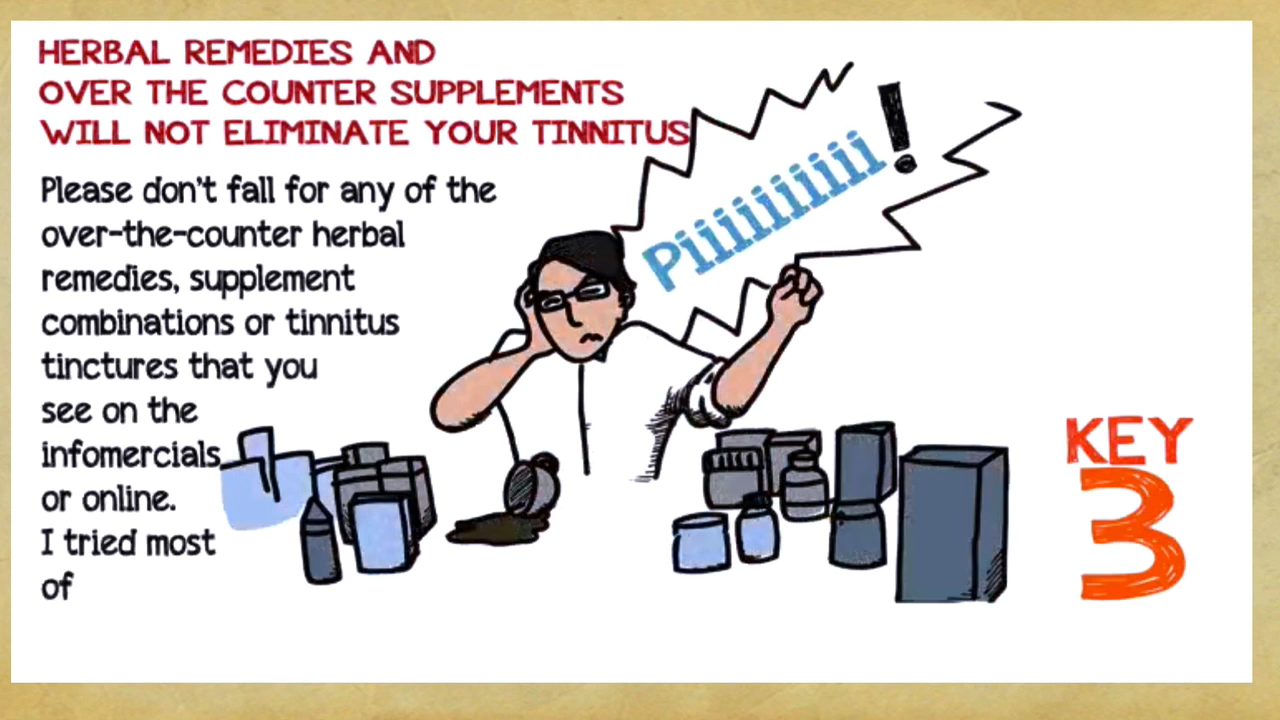 HERBAL REMEDIES AND
OVER THE COUNTER SUPPLEMENTS
WILL NOT ELIMINATE YOUR TINNITUS
Please don't fall for any of the
over-the-counter herbal
remedies, supplement
combinations or tinnitus
tinctures that you
see on the
infomercials
or online.
I tried most
of
Piiiiiiiiii!
KEY
3